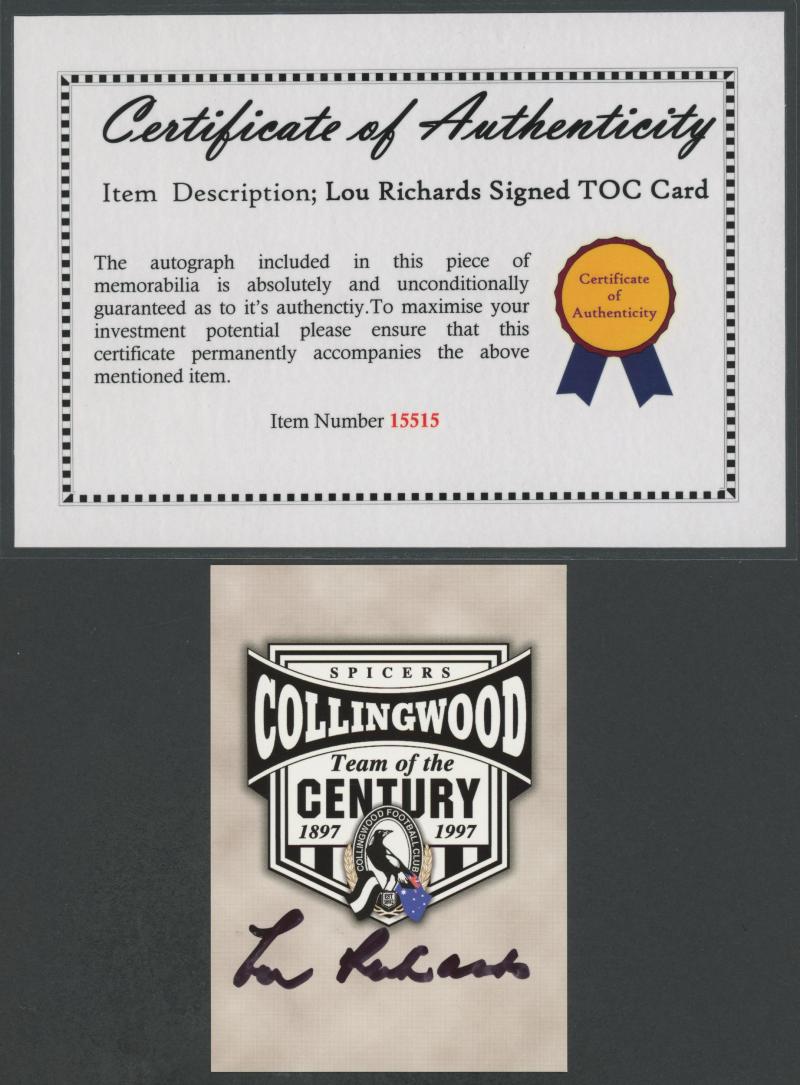 Certificate of Authenticity
Item Description; Lou Richards Signed TOC Card
The autograph included in this piece of
memorabilia is absolutely and unconditionally
guaranteed as to it's authenctiy.To maximise your
investment potential please ensure that this
certificate permanently accompanies the above
mentioned item.
Item Number 15515
Certificate
of
Authenticity
SPICERS
COLLINGWOOD
Team of the
CENTURY
1897 1997
COLLINGWOOD FOOTBALL CLUB
Lou Richards